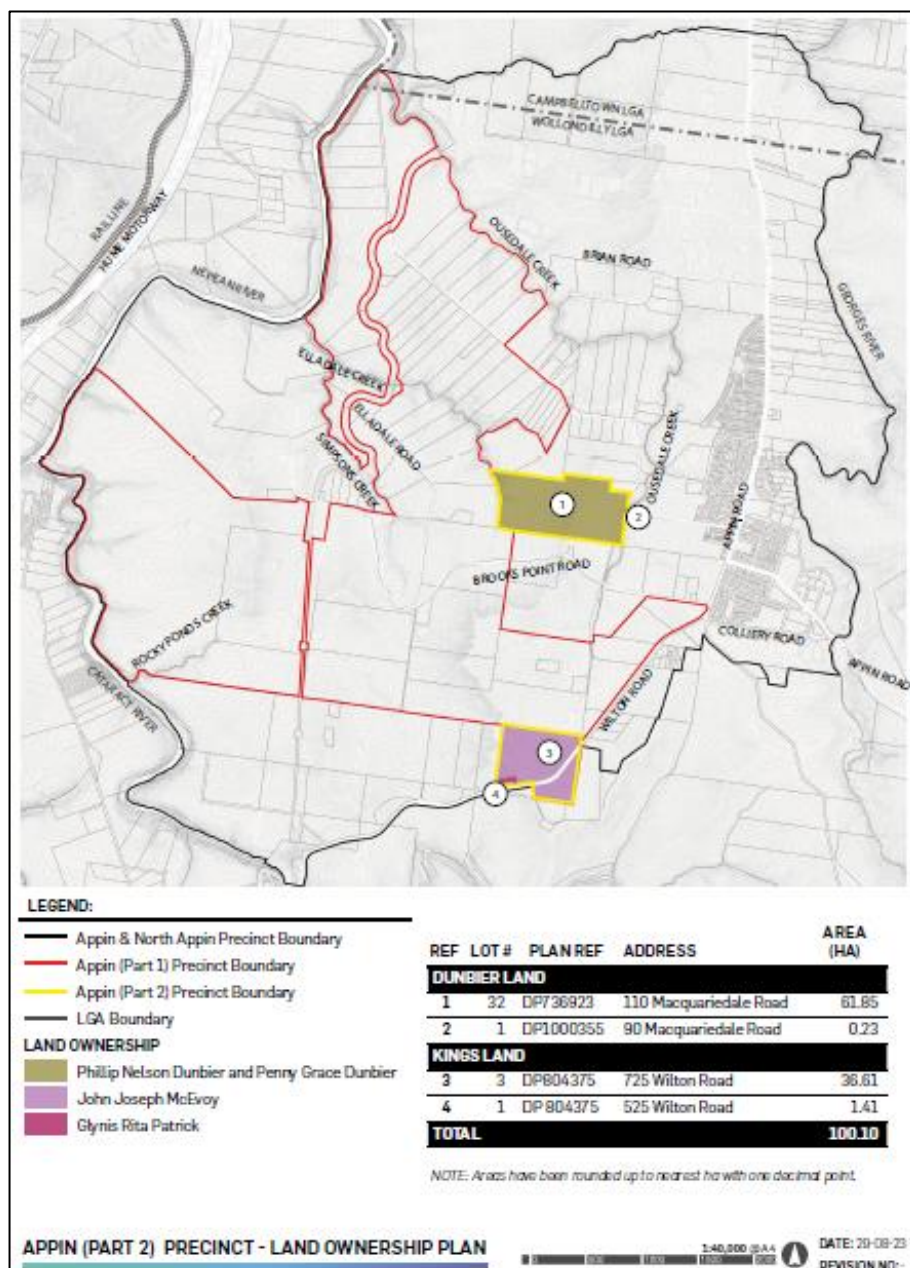 CAMPBELLTOWN LGA
WOLLONDILLY LGA
RAIL LINE
HUME MOTORWAY
NEPEAN RIVER
OUSEDALE CREEK
BRIAN ROAD
GEORGES RIVER
ELLADALE CREEK
ELLADALE ROAD
SIMPSONS CREEK
OUSEDALE CREEK
APPIN ROAD
1
2
BROOKS POINT ROAD
ROCKY PONDS CREEK
COLLIERY ROAD
APPIN ROAD
CATARACT RIVER
WILTON ROAD
3
4
LEGEND:
Appin & North Appin Precinct Boundary
Appin (Part 1) Precinct Boundary
Appin (Part 2) Precinct Boundary
LGA Boundary
LAND OWNERSHIP
Phillip Nelson Dunbier and Penny Grace Dunbier
John Joseph McEvoy
Glynis Rita Patrick
REF LOT # PLAN REF ADDRESS AREA (HA)
DUNBIER LAND
1 32 DP736923 110 Macquariedale Road 61.85
2 1 DP1000355 90 Macquariedale Road 0.23
KINGS LAND
3 3 DP804375 725 Wilton Road 36.61
4 1 DP 804375 525 Wilton Road 1.41
TOTAL 100.10
NOTE: Areas have been rounded up to nearest ha with one decimal point.
APPIN (PART 2) PRECINCT - LAND OWNERSHIP PLAN
1:40,000 @A4
DATE: 29-08-23
REVISION NO:-